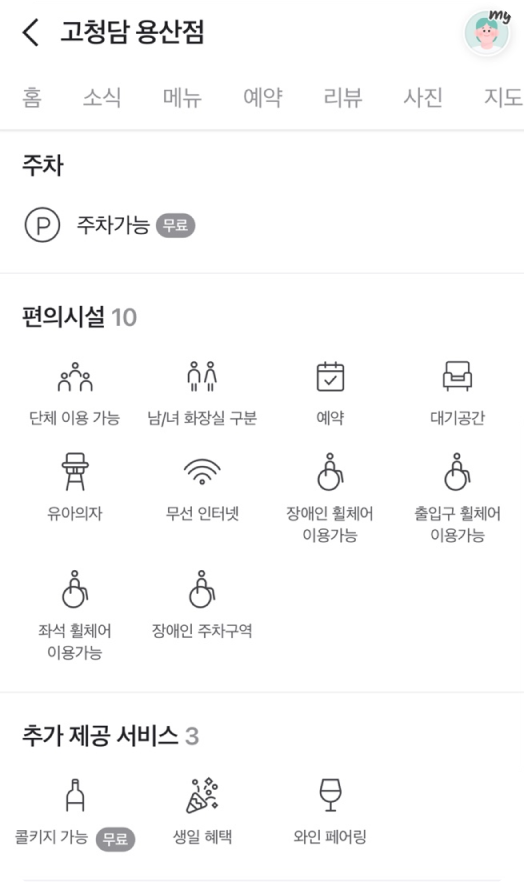 고청담 용산점
my
홈 소식 메뉴 예약 리뷰 사진 지도
주차
P 주차가능 무료
편의시설 10
단체 이용 가능 남/녀 화장실 구분 예약 대기공간
유아의자 무선 인터넷 장애인 휠체어 출입구 휠체어
이용가능 이용가능
좌석 휠체어 장애인 주차구역
이용가능
추가 제공 서비스 3
콜키지 가능 무료 생일 혜택 와인 페어링